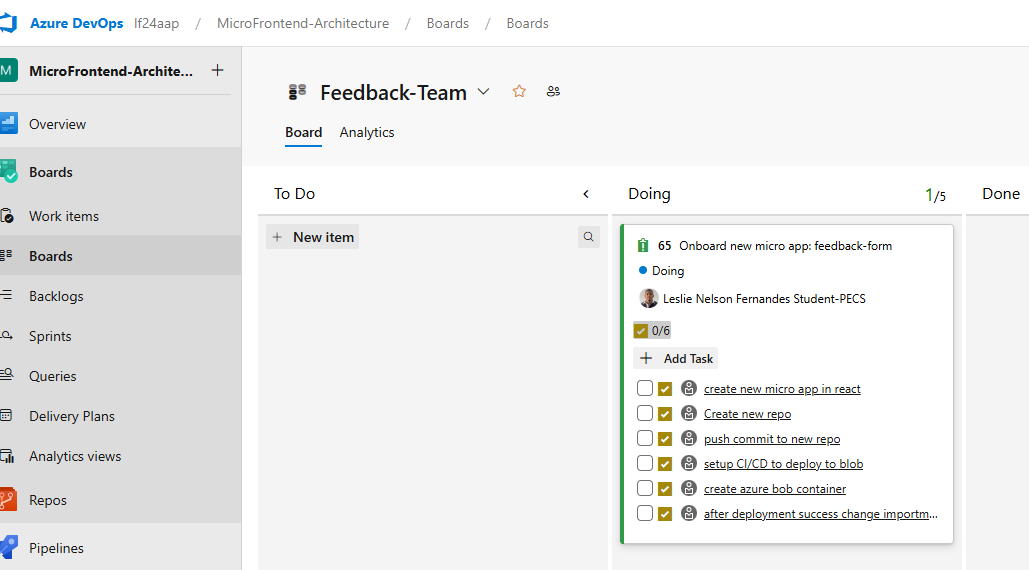 Azure DevOps lf24aap / MicroFrontend-Architecture / Boards / Boards
M MicroFrontend-Archite... +
Overview
Boards
Work items
Boards
Backlogs
Sprints
Queries
Delivery Plans
Analytics views
Repos
Pipelines
Feedback-Team
Board Analytics
To Do
+ New item
Doing 1/5
65 Onboard new micro app: feedback-form
Doing
Leslie Nelson Fernandes Student-PECS
0/6
+ Add Task
create new micro app in react
Create new repo
push commit to new repo
setup CI/CD to deploy to blob
create azure bob container
after deployment success change importm...
Done